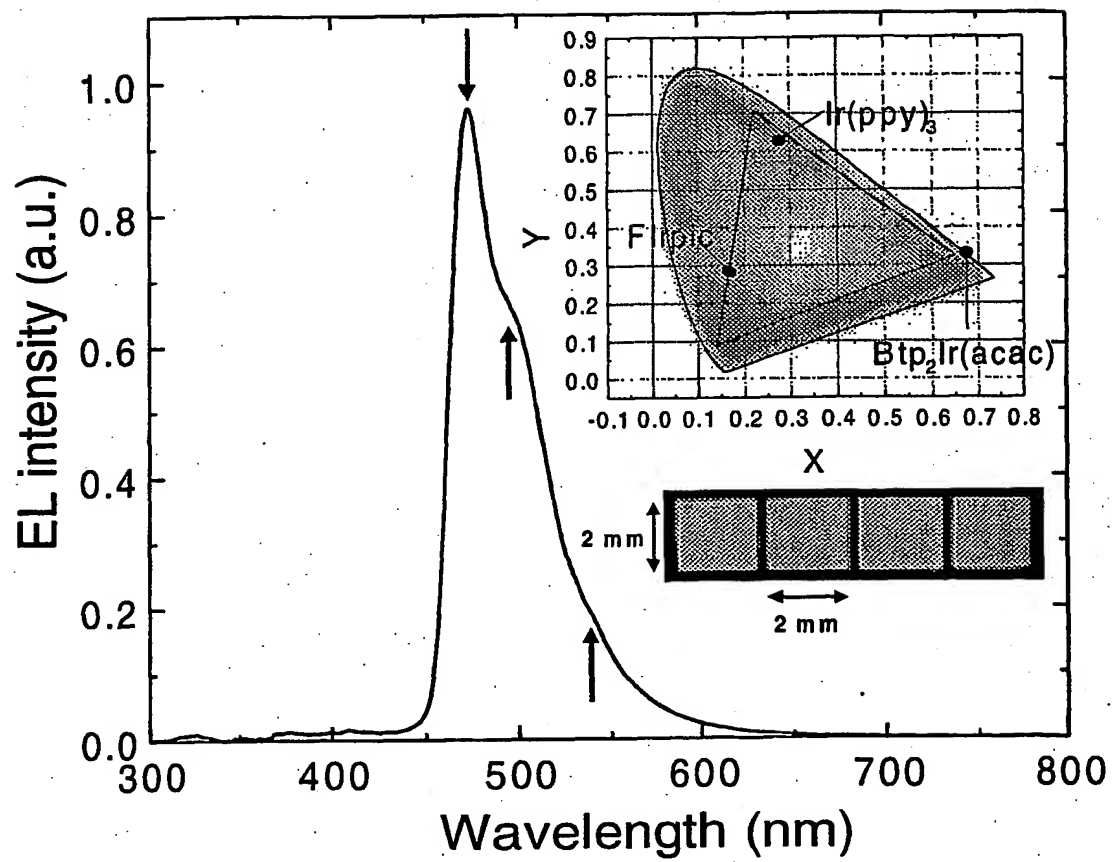 EL intensity (a.u.)
1.0
0.8
0.6
0.4
0.2
0.0
300 400 500 600 700 800
Wavelength (nm)
Y
0.9
0.8
0.7
0.6
0.5
0.4
0.3
0.2
0.1
0.0
-0.1 0.0 0.1 0.2 0.3 0.4 0.5 0.6 0.7 0.8
X
Ir(ppy)₃
FIrpic
Btp₂Ir(acac)
2 mm
2 mm